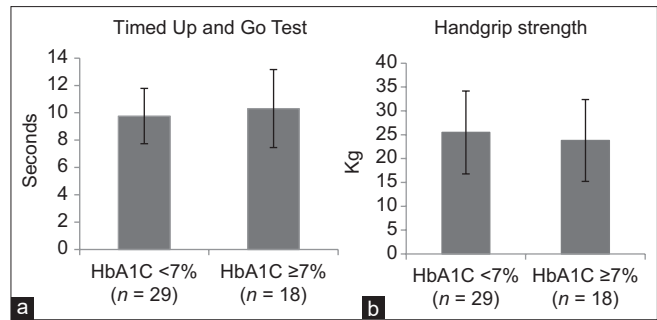 Timed Up and Go Test
Seconds
14
12
10
8
6
4
2
0
HbA1C <7%
(n = 29)
HbA1C ≥7%
(n = 18)
a
Handgrip strength
Kg
40
35
30
25
20
15
10
5
0
HbA1C <7%
(n = 29)
HbA1C ≥7%
(n = 18)
b